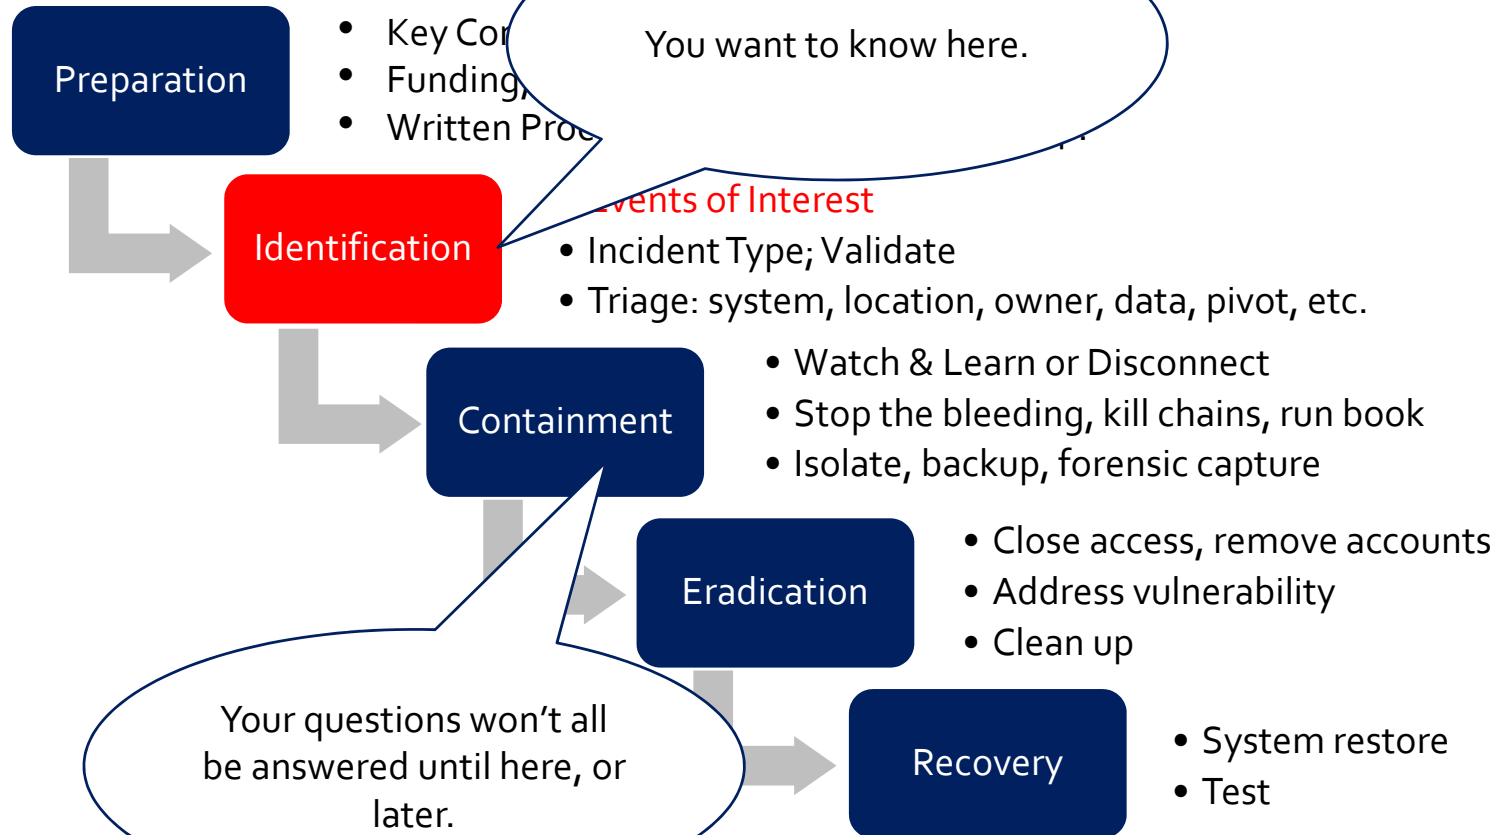 You want to know here.
Preparation
• Key
• Funding,
• Written
Identification
Events of Interest
• Incident Type; Validate
• Triage: system, location, owner, data, pivot, etc.
Containment
• Watch & Learn or Disconnect
• Stop the bleeding, kill chains, run book
• Isolate, backup, forensic capture
Eradication
• Close access, remove accounts
• Address vulnerability
• Clean up
Your questions won’t all
be answered until here, or
later.
Recovery
• System restore
• Test